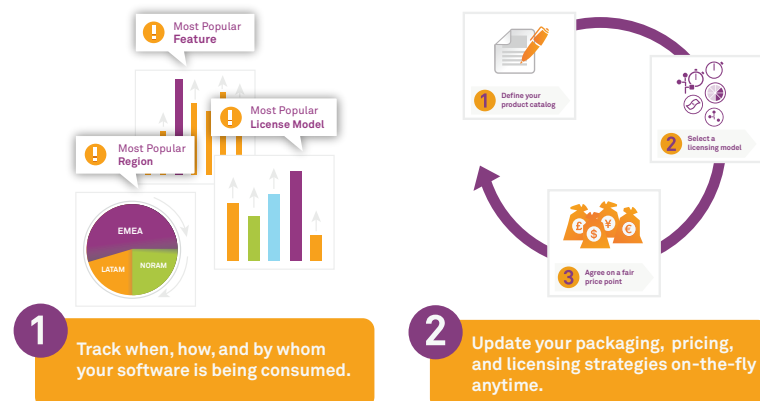 Most Popular
Feature
Most Popular
License Model
Most Popular
Region
EMEA
LATAM
NORAM
1
Track when, how, and by whom
your software is being consumed.
1
Define your
product catalog
2
Select a
licensing model
£
$
¥
€
3
Agree on a fair
price point
2
Update your packaging, pricing,
and licensing strategies on-the-fly
anytime.